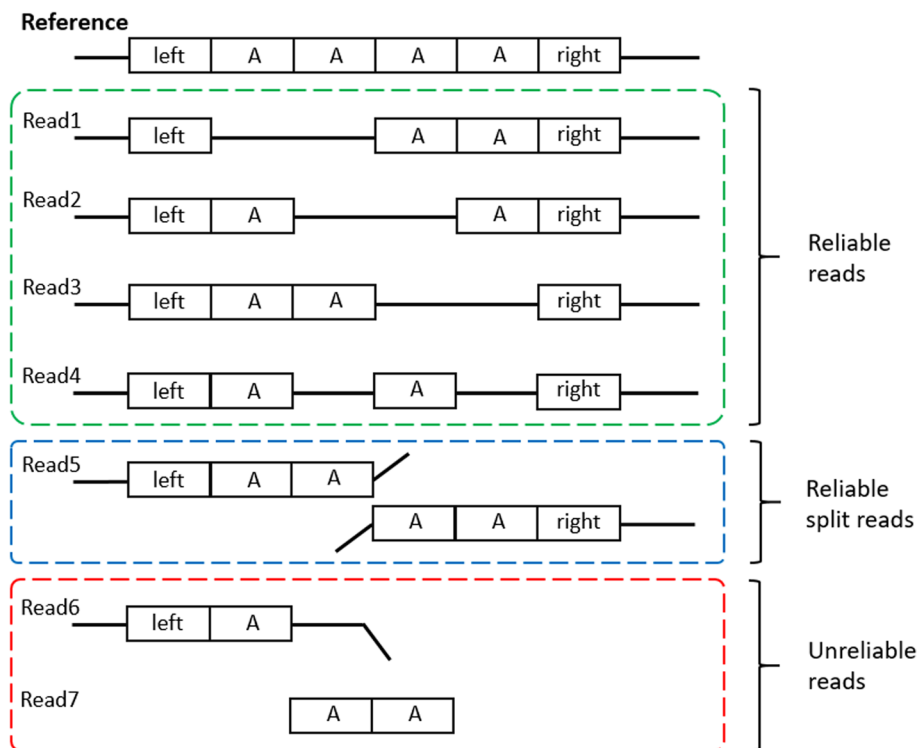 Reference
left A A A A right
Read1
left A A right
Read2
left A A right
Read3
left A A right
Read4
left A A right
Reliable
reads
Read5
left A A
A A right
Reliable
split reads
Read6
left A
Read7
A A
Unreliable
reads